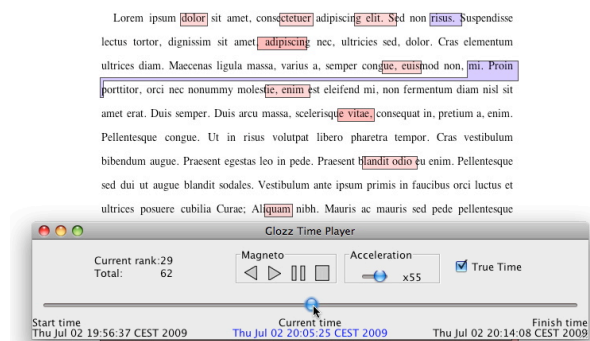 Lorem ipsum dolor sit amet, consectetuer adipiscing elit. Sed non risus. Suspendisse
lectus tortor, dignissim sit amet, adipiscing nec, ultricies sed, dolor. Cras elementum
ultrices diam. Maecenas ligula massa, varius a, semper congue, euismod non, mi. Proin
porttitor, orci nec nonummy molestie, enim est eleifend mi, non fermentum diam nisl sit
amet erat. Duis semper. Duis arcu massa, scelerisque vitae, consequat in, pretium a, enim.
Pellentesque congue. Ut in risus volutpat libero pharetra tempor. Cras vestibulum
bibendum augue. Praesent egestas leo in pede. Praesent blandit odio eu enim. Pellentesque
sed dui ut augue blandit sodales. Vestibulum ante ipsum primis in faucibus orci luctus et
ultrices posuere cubilia Curae; Aliquam nibh. Mauris ac mauris sed pede pellentesque
Glozz Time Player
Current rank:29
Total: 62
Magneto
Acceleration
x55
True Time
Start time
Thu Jul 02 19:56:37 CEST 2009
Current time
Thu Jul 02 20:05:25 CEST 2009
Finish time
Thu Jul 02 20:14:08 CEST 2009